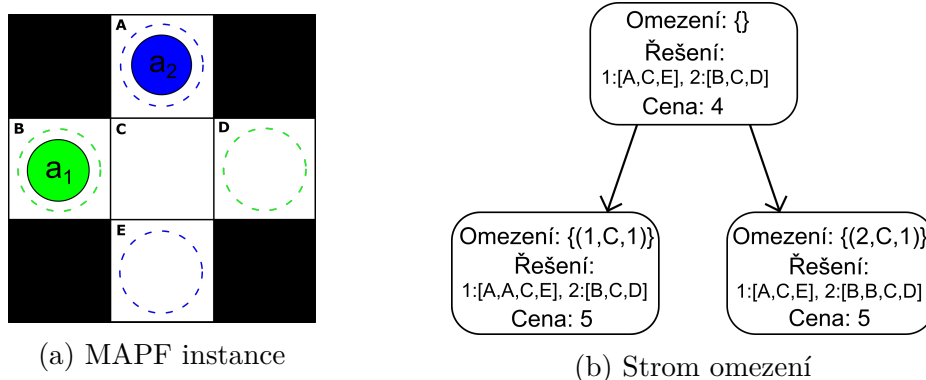 A
a2
B
a1
C
D
E
(a) MAPF instance
Omezení: {}
Řešení:
1:[A,C,E], 2:[B,C,D]
Cena: 4
Omezení: {(1,C,1)}
Řešení:
1:[A,A,C,E], 2:[B,C,D]
Cena: 5
Omezení: {(2,C,1)}
Řešení:
1:[A,C,E], 2:[B,B,C,D]
Cena: 5
(b) Strom omezení